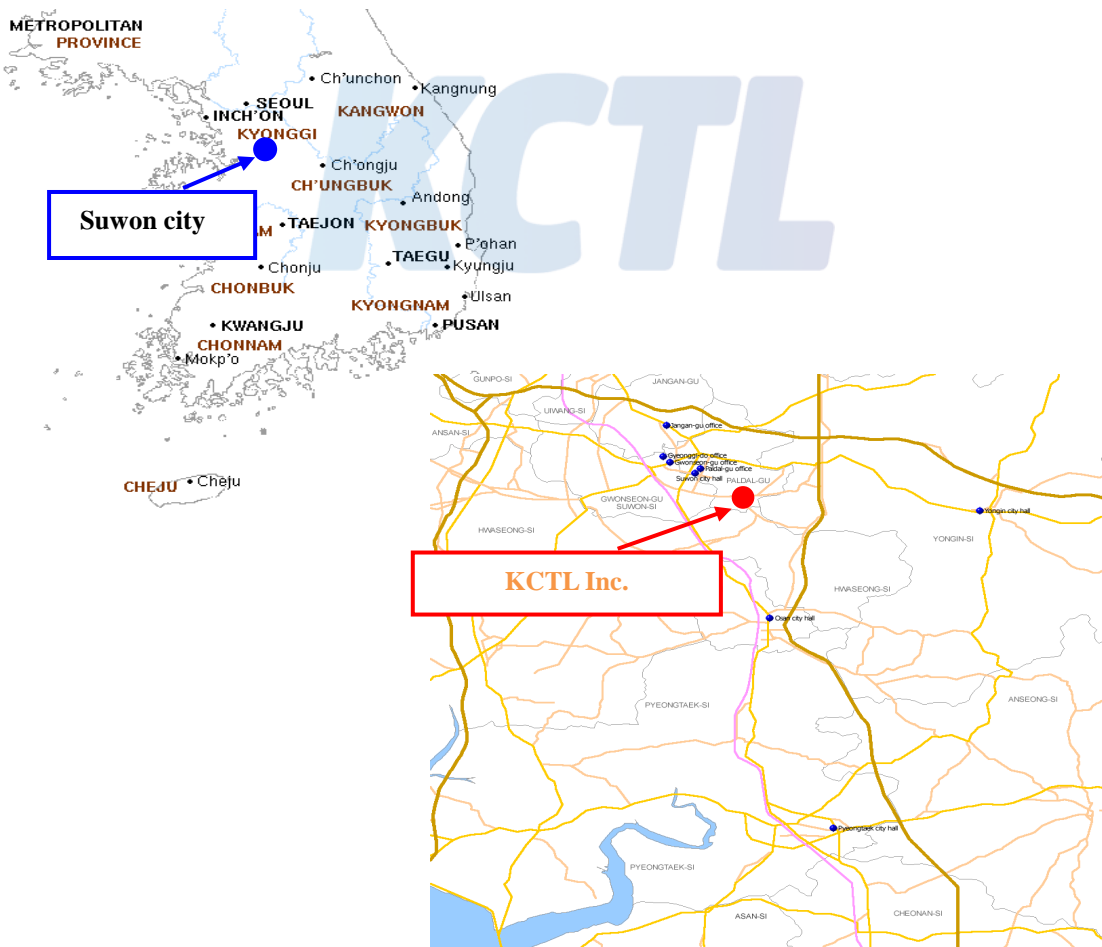 METROPOLITAN
PROVINCE
Ch'unchon
Kangnung
SEOUL
INCH'ON
KANGWON
KYONGGI
KCTL
Ch'ongju
CH'UNGBUK
Andong
Suwon city
TAEJON
KYONGBUK
AM
P'ohan
TAEGU
Kyungju
Chonju
CHONBUK
Ulsan
KYONGNAM
KWANGJU
PUSAN
CHONNAM
Mokp'o
CHEJU
Cheju
GUNPO-SI
JANGAN-GU
UIWANG-SI
Jangan-gu office
ANSAN-SI
Gyeonggi-do office
Gwonseon-gu office
Paldal-gu office
Suwon city hall
PALDAL-GU
GWONSEON-GU
SUWON-SI
Yongin city hall
HWASEONG-SI
YONGIN-SI
KCTL Inc.
HWASEONG-SI
Osan city hall
ANSEONG-SI
PYEONGTAEK-SI
Pyeongtaek city hall
PYEONGTAEK-SI
ASAN-SI
CHEONAN-SI